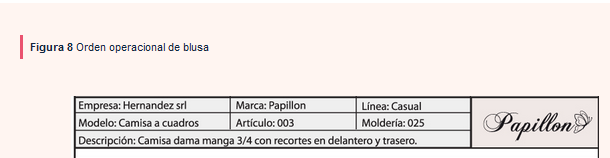 Figura 8 Orden operacional de blusa
Empresa: Hernandez srl Marca: Papillon Línea: Casual
Modelo: Camisa a cuadros Artículo: 003 Moldería: 025
Papillon
Descripción: Camisa dama manga 3/4 con recortes en delantero y trasero.